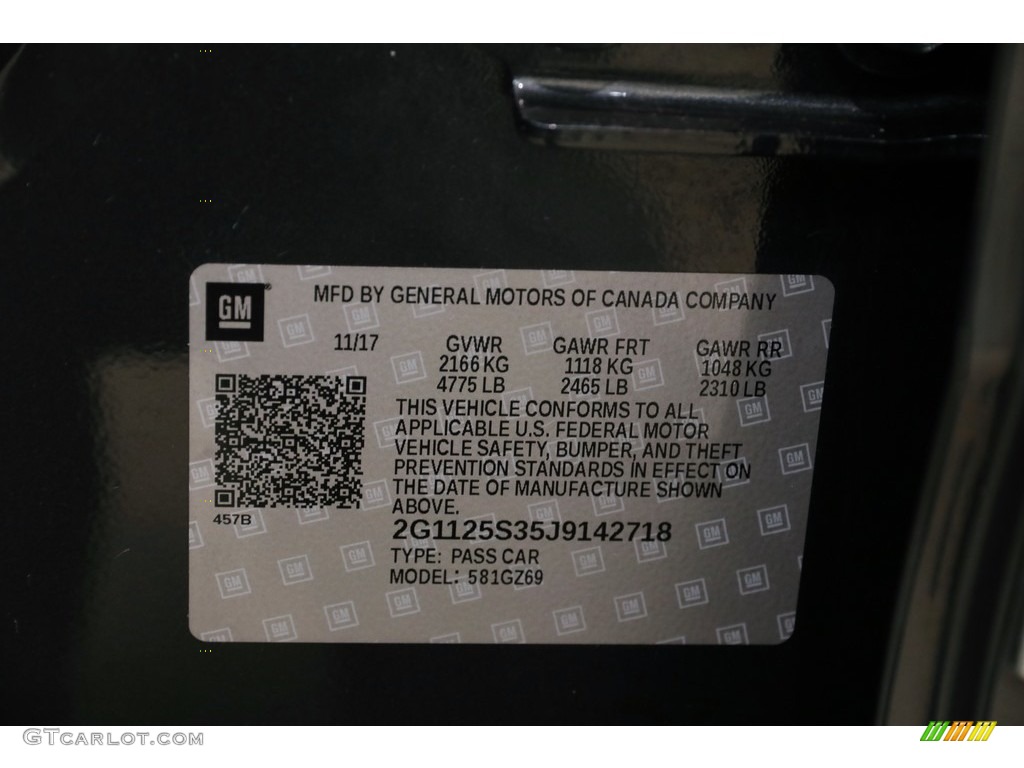 GM
MFD BY GENERAL MOTORS OF CANADA COMPANY
11/17 GVWR GAWR FRT GAWR RR
2166 KG 1118 KG 1048 KG
4775 LB 2465 LB 2310 LB
THIS VEHICLE CONFORMS TO ALL
APPLICABLE U.S. FEDERAL MOTOR
VEHICLE SAFETY, BUMPER, AND THEFT
PREVENTION STANDARDS IN EFFECT ON
THE DATE OF MANUFACTURE SHOWN
ABOVE.
457B
2G1125S35J9142718
TYPE: PASS CAR
MODEL: 581GZ69
GTCARLOT.COM